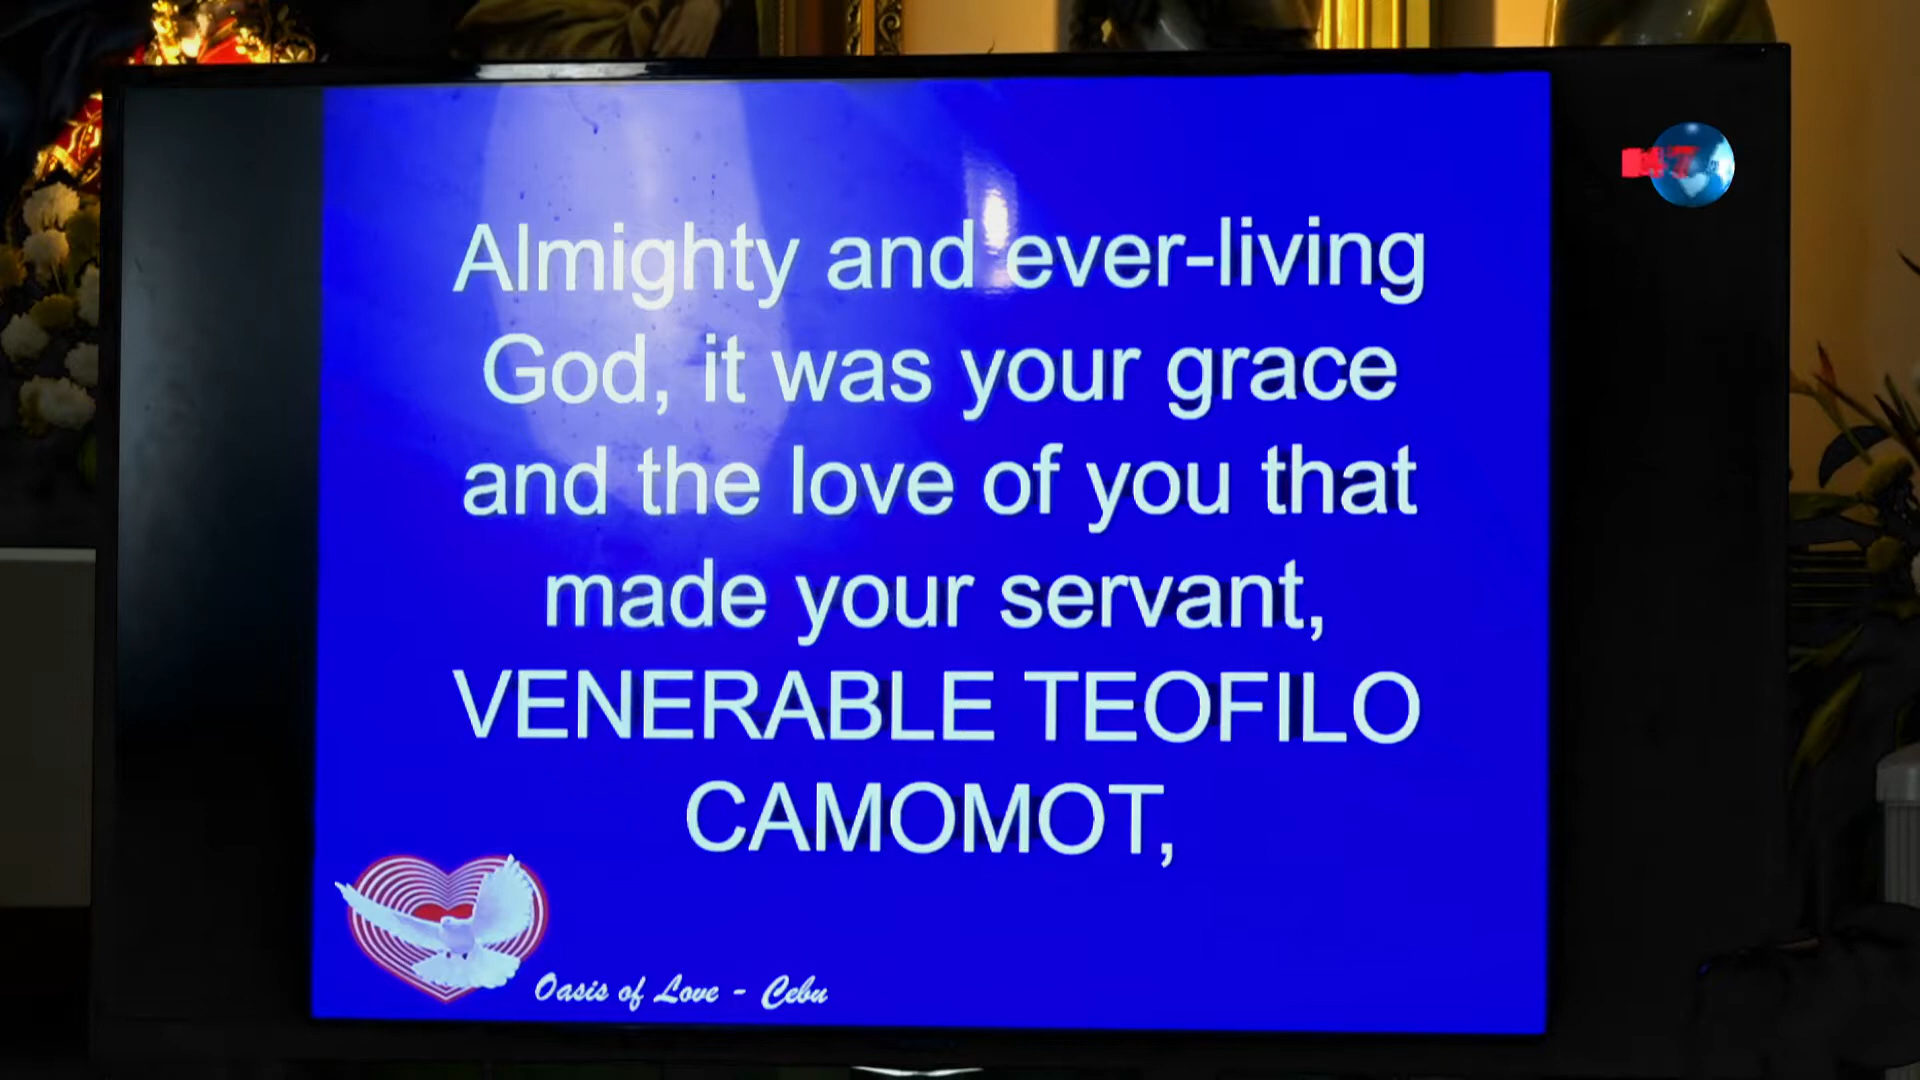 Almighty and ever-living
God, it was your grace
and the love of you that
made your servant,
VENERABLE TEOFILO
CAMOMOT,
Oasis of Love - Cebu